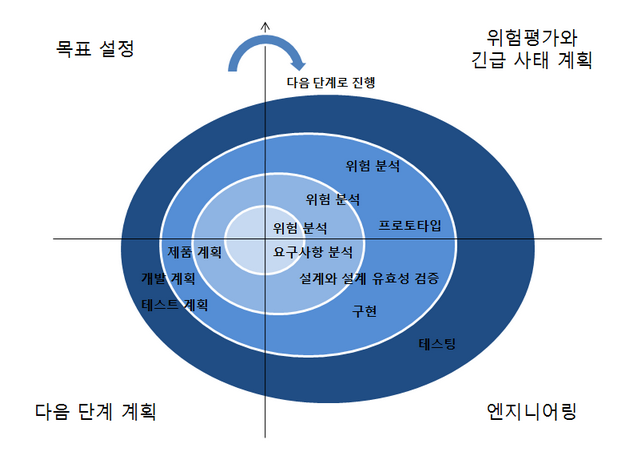 목표 설정
위험평가와
긴급 사태 계획
다음 단계로 진행
위험 분석
위험 분석
프로토타입
위험 분석
제품 계획
요구사항 분석
개발 계획
설계와 설계 유효성 검증
테스트 계획
구현
테스팅
다음 단계 계획
엔지니어링